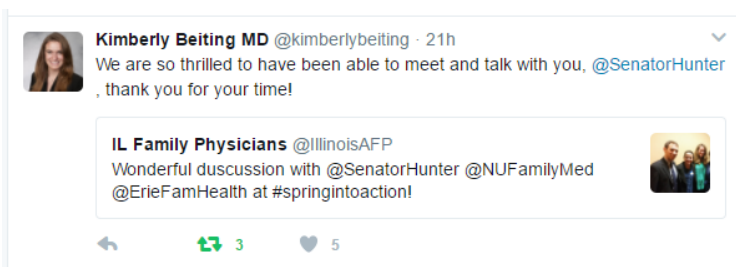 Kimberly Beiting MD @kimberlybeiting · 21h
We are so thrilled to have been able to meet and talk with you, @SenatorHunter
, thank you for your time!
IL Family Physicians @IllinoisAFP
Wonderful duscussion with @SenatorHunter @NUFamilyMed
@ErieFamHealth at #springintoaction!
3 5